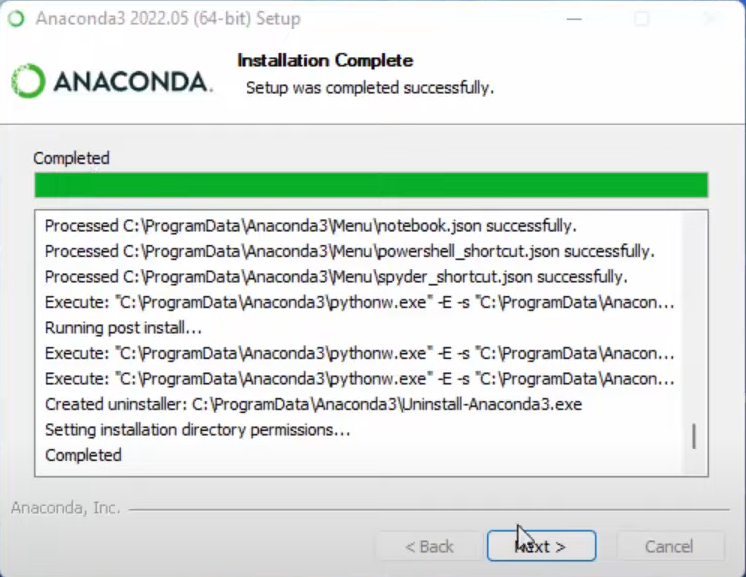 Anaconda3 2022.05 (64-bit) Setup
ANACONDA.
Installation Complete
Setup was completed successfully.
Completed
Processed C:\ProgramData\Anaconda3\Menu\notebook.json successfully.
Processed C:\ProgramData\Anaconda3\Menu\powershell_shortcut.json successfully.
Processed C:\ProgramData\Anaconda3\Menu\spyder_shortcut.json successfully.
Execute: "C:\ProgramData\Anaconda3\pythonw.exe" -E -s "C:\ProgramData\Anacon...
Running post install...
Execute: "C:\ProgramData\Anaconda3\pythonw.exe" -E -s "C:\ProgramData\Anacon...
Execute: "C:\ProgramData\Anaconda3\pythonw.exe" -E -s "C:\ProgramData\Anacon...
Created uninstaller: C:\ProgramData\Anaconda3\Uninstall-Anaconda3.exe
Setting installation directory permissions...
Completed
Anaconda, Inc.
< Back
Next >
Cancel